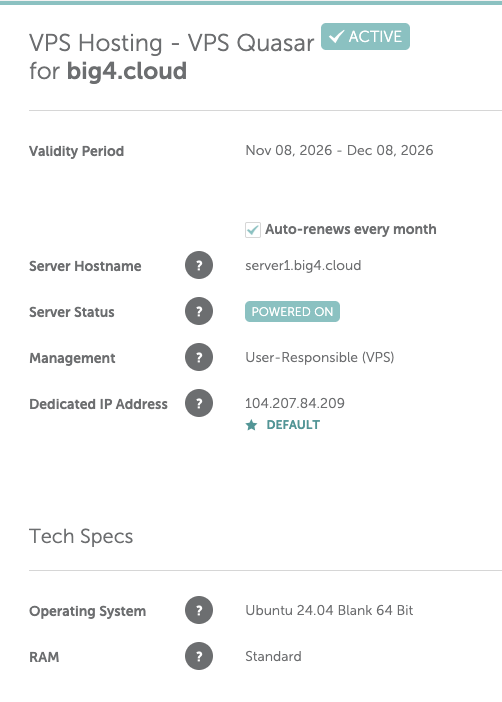 VPS Hosting - VPS Quasar ✓ ACTIVE
for big4.cloud
Validity Period Nov 08, 2026 - Dec 08, 2026
Auto-renews every month
Server Hostname ? server1.big4.cloud
Server Status ? POWERED ON
Management ? User-Responsible (VPS)
Dedicated IP Address ? 104.207.84.209
★ DEFAULT
Tech Specs
Operating System ? Ubuntu 24.04 Blank 64 Bit
RAM ? Standard